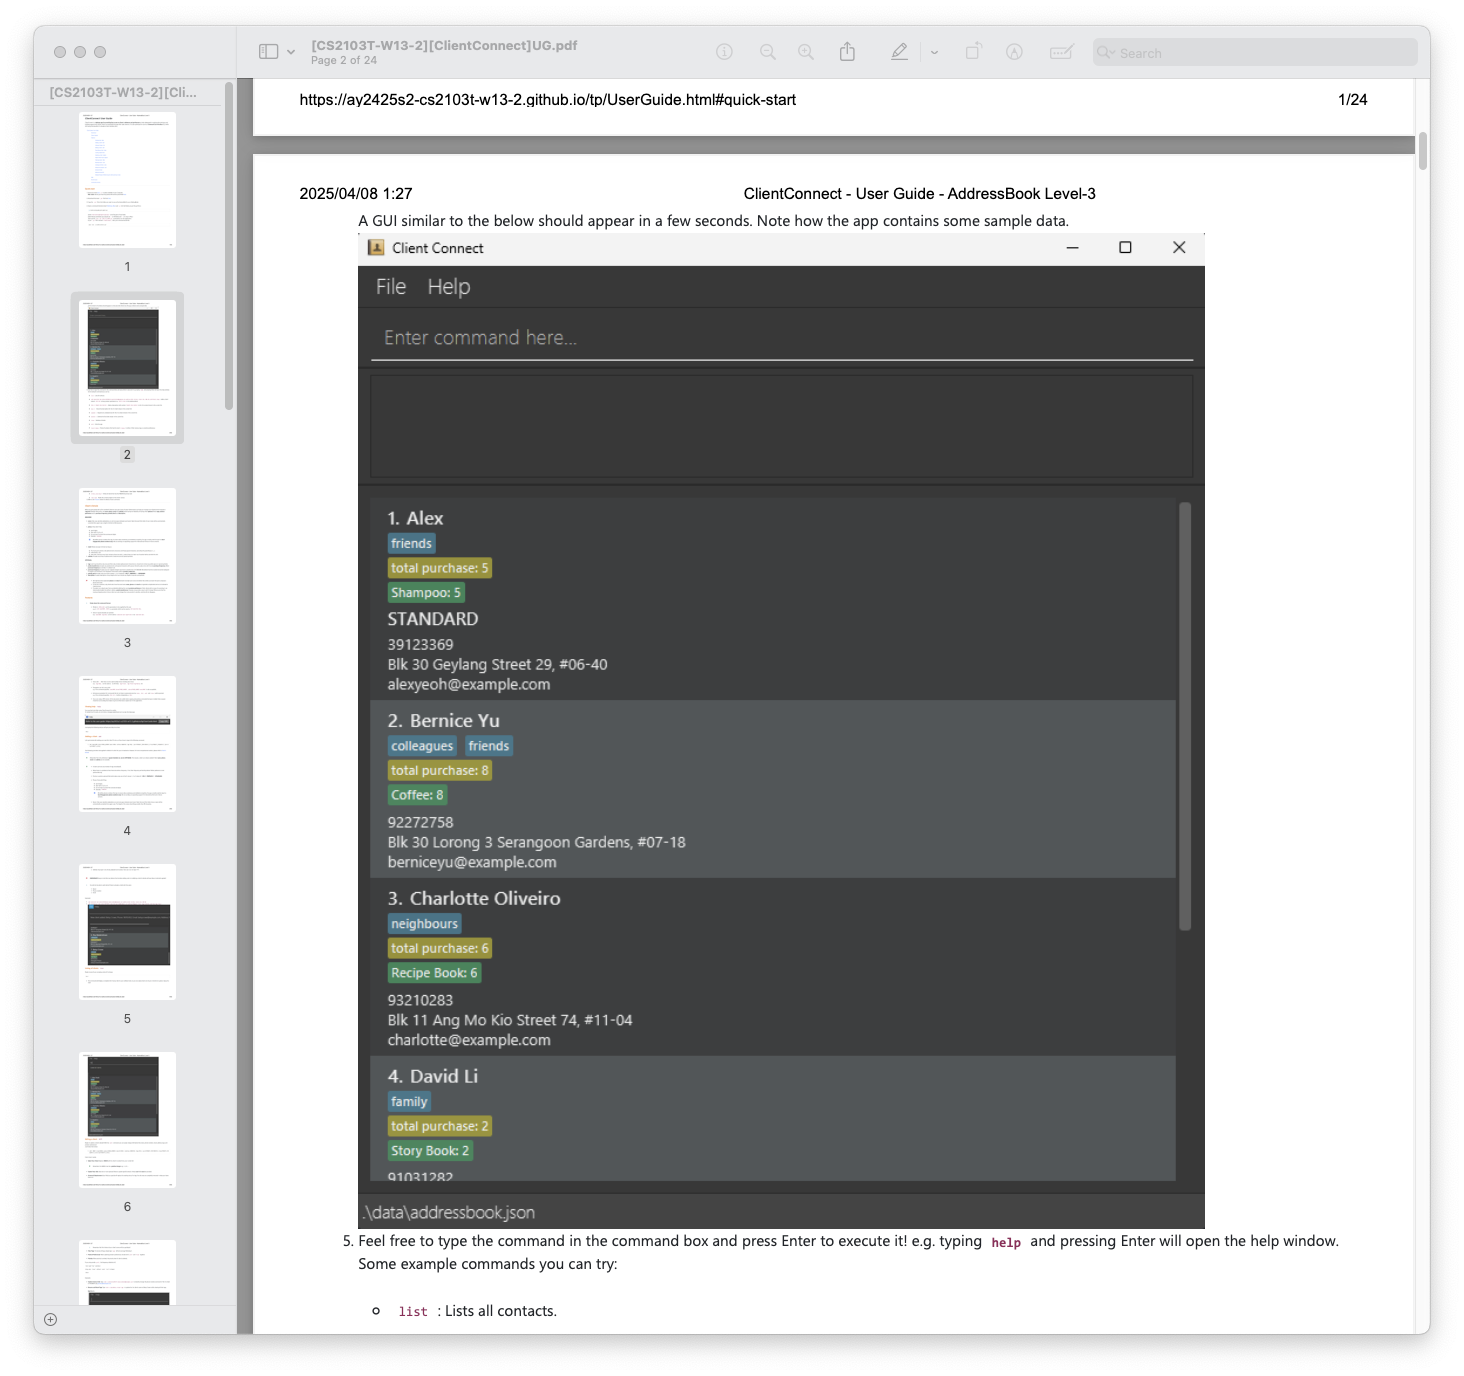 [CS2103T-W13-2][ClientConnect]UG.pdf
Page 2 of 24
Search
[CS2103T-W13-2][Cli...
1
2
3
4
5
6
https://ay2425s2-cs2103t-w13-2.github.io/tp/UserGuide.html#quick-start
1/24
2025/04/08 1:27
ClientConnect - User Guide - AddressBook Level-3
A GUI similar to the below should appear in a few seconds. Note how the app contains some sample data.
Client Connect
File Help
Enter command here...
1. Alex
friends
total purchase: 5
Shampoo: 5
STANDARD
39123369
Blk 30 Geylang Street 29, #06-40
alexyeoh@example.com
2. Bernice Yu
colleagues friends
total purchase: 8
Coffee: 8
92272758
Blk 30 Lorong 3 Serangoon Gardens, #07-18
berniceyu@example.com
3. Charlotte Oliveiro
neighbours
total purchase: 6
Recipe Book: 6
93210283
Blk 11 Ang Mo Kio Street 74, #11-04
charlotte@example.com
4. David Li
family
total purchase: 2
Story Book: 2
91031282
.\data\addressbook.json
5. Feel free to type the command in the command box and press Enter to execute it! e.g. typing help and pressing Enter will open the help window.
Some example commands you can try:
list : Lists all contacts.